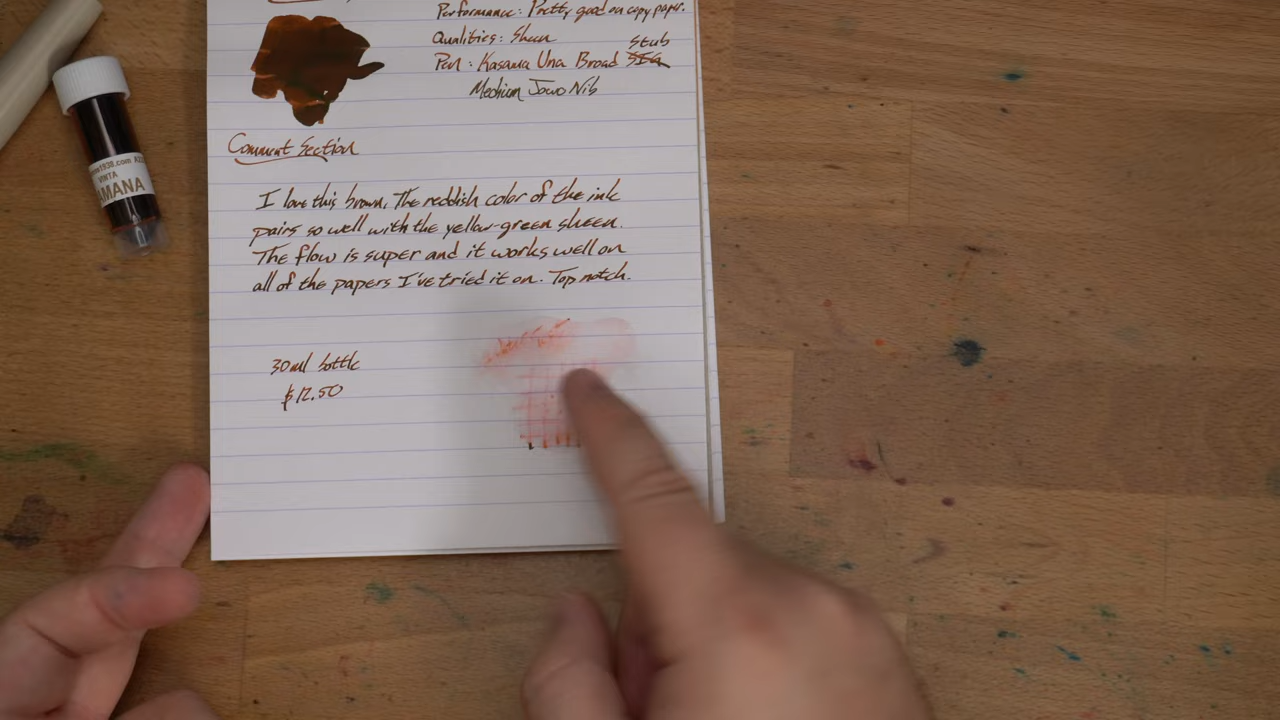 Performance: Pretty good on copy paper.
Qualities: Sheen
Stub
Pen: Kasama Una Broad
Medium Jowo Nib
Comment Section
I love this brown. The reddish color of the ink
pairs so well with the yellow-green sheen.
The flow is super and it works well on
all of the papers I've tried it on. Top notch.
30ml bottle
$12.50
VINTA
AMANA